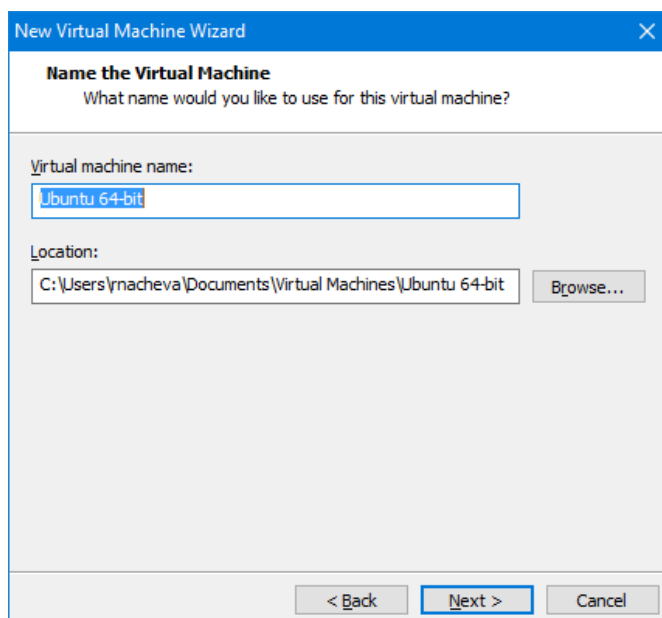 New Virtual Machine Wizard
Name the Virtual Machine
What name would you like to use for this virtual machine?
Virtual machine name:
Ubuntu 64-bit
Location:
C:\Users\rnacheva\Documents\Virtual Machines\Ubuntu 64-bit
Browse...
< Back
Next >
Cancel